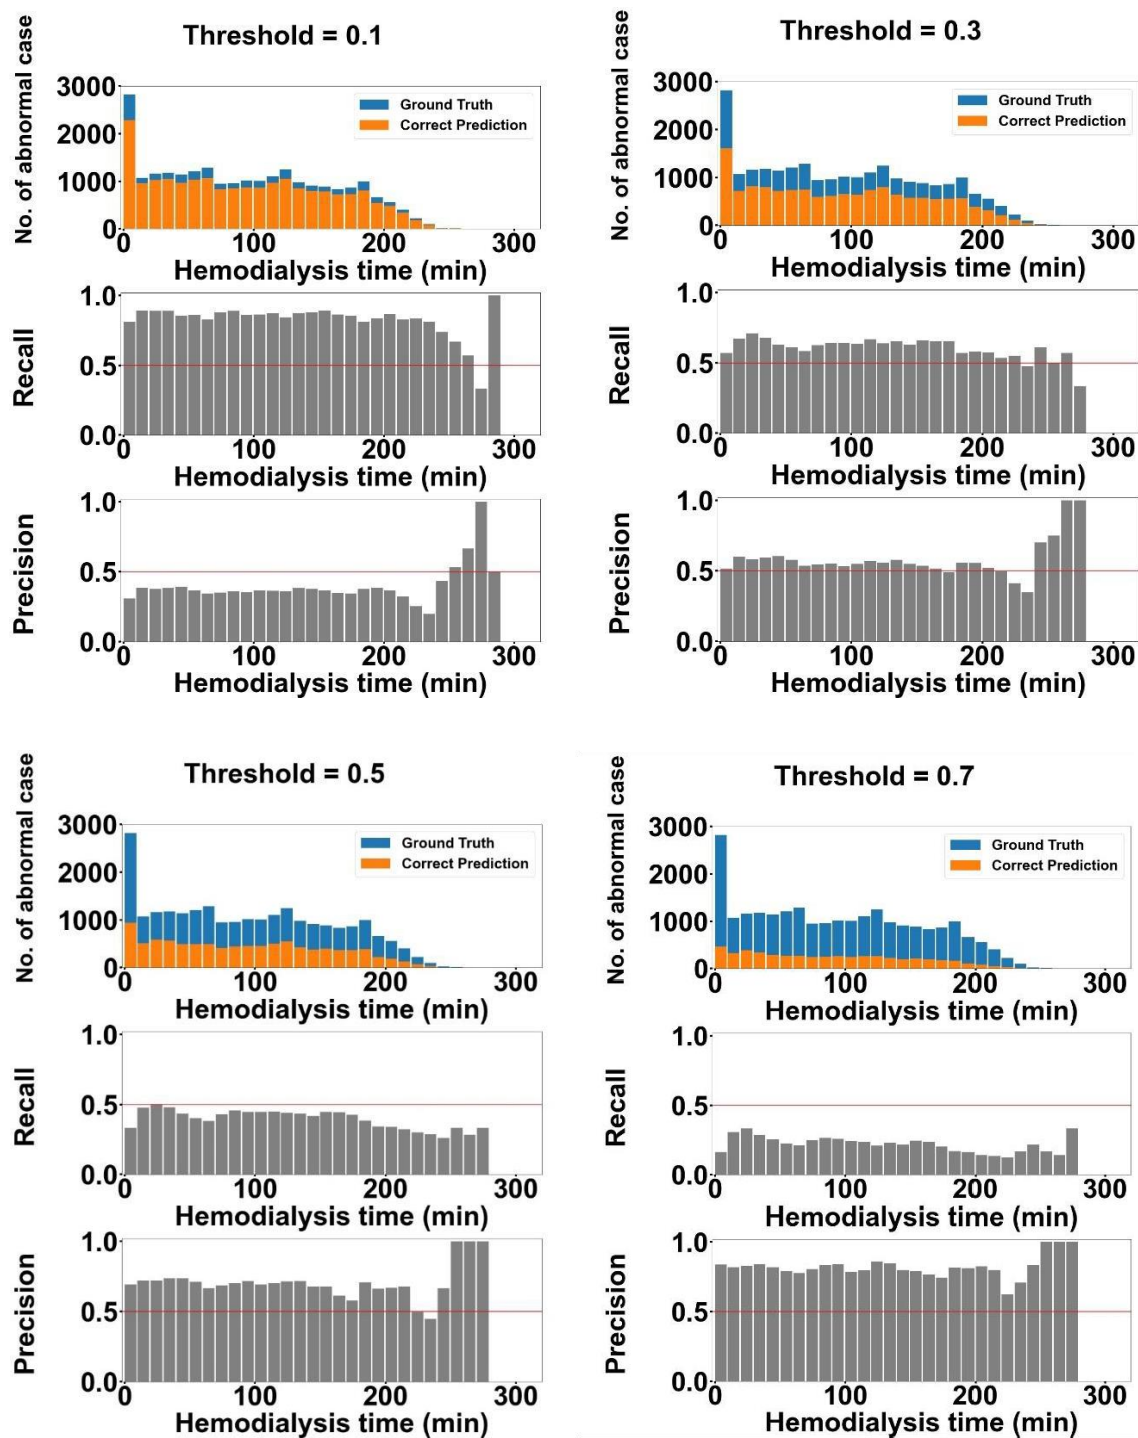 Threshold = 0.1
No. of abnormal case
3000
2000
1000
0
Ground Truth
Correct Prediction
0 100 200 300
Hemodialysis time (min)
Recall
1.0
0.5
0.0
0 100 200 300
Hemodialysis time (min)
Precision
1.0
0.5
0.0
0 100 200 300
Hemodialysis time (min)
Threshold = 0.3
No. of abnormal case
3000
2000
1000
0
Ground Truth
Correct Prediction
0 100 200 300
Hemodialysis time (min)
Recall
1.0
0.5
0.0
0 100 200 300
Hemodialysis time (min)
Precision
1.0
0.5
0.0
0 100 200 300
Hemodialysis time (min)
Threshold = 0.5
No. of abnormal case
3000
2000
1000
0
Ground Truth
Correct Prediction
0 100 200 300
Hemodialysis time (min)
Recall
1.0
0.5
0.0
0 100 200 300
Hemodialysis time (min)
Precision
1.0
0.5
0.0
0 100 200 300
Hemodialysis time (min)
Threshold = 0.7
No. of abnormal case
3000
2000
1000
0
Ground Truth
Correct Prediction
0 100 200 300
Hemodialysis time (min)
Recall
1.0
0.5
0.0
0 100 200 300
Hemodialysis time (min)
Precision
1.0
0.5
0.0
0 100 200 300
Hemodialysis time (min)